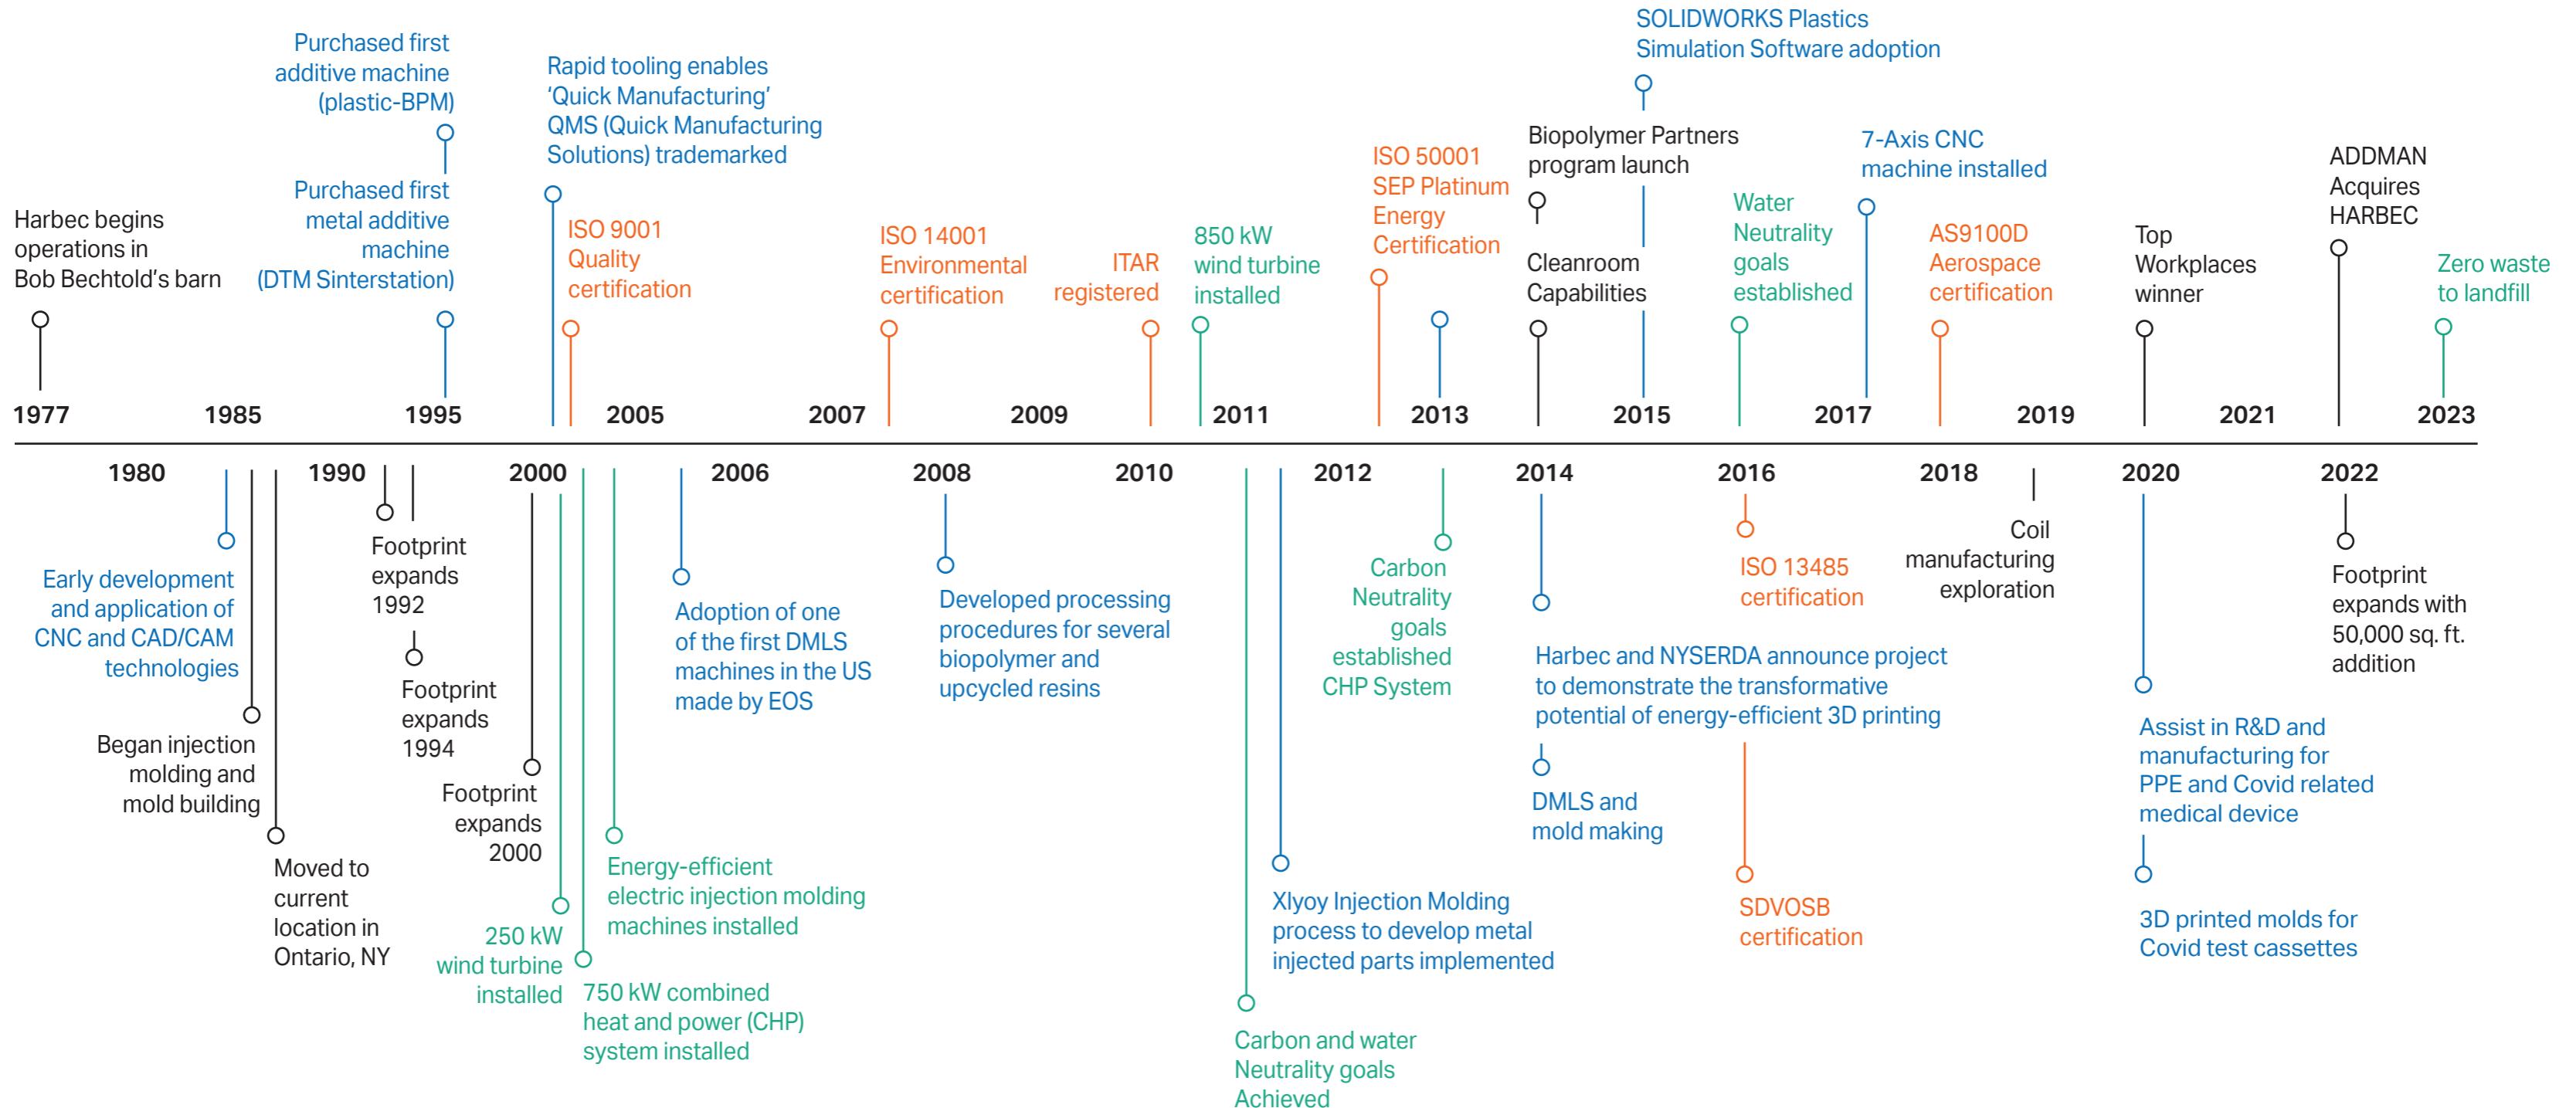 SOLIDWORKS Plastics
Simulation Software adoption
Purchased first
additive machine
(plastic-BPM)
Rapid tooling enables
‘Quick Manufacturing’
QMS (Quick Manufacturing
Solutions) trademarked
Purchased first
metal additive
machine
(DTM Sinterstation)
Harbec begins
operations in
Bob Bechtold’s barn
ISO 9001
Quality
certification
ISO 14001
Environmental
certification
ITAR
registered
850 kW
wind turbine
installed
ISO 50001
SEP Platinum
Energy
Certification
Biopolymer Partners
program launch
Cleanroom
Capabilities
Water
Neutrality
goals
established
7-Axis CNC
machine installed
AS9100D
Aerospace
certification
Top
Workplaces
winner
ADDMAN
Acquires
HARBEC
Zero waste
to landfill
1977 1985 1995 2005 2007 2009 2011 2013 2015 2017 2019 2021 2023
1980 1990 2000 2006 2008 2010 2012 2014 2016 2018 2020 2022
Early development
and application of
CNC and CAD/CAM
technologies
Began injection
molding and
mold building
Moved to
current
location in
Ontario, NY
Footprint
expands
1992
Footprint
expands
1994
Footprint
expands
2000
250 kW
wind turbine
installed
750 kW combined
heat and power (CHP)
system installed
Energy-efficient
electric injection molding
machines installed
Adoption of one
of the first DMLS
machines in the US
made by EOS
Developed processing
procedures for several
biopolymer and
upcycled resins
Carbon and water
Neutrality goals
Achieved
Xlyoy Injection Molding
process to develop metal
injected parts implemented
Carbon
Neutrality
goals
established
CHP System
Harbec and NYSERDA announce project
to demonstrate the transformative
potential of energy-efficient 3D printing
DMLS and
mold making
ISO 13485
certification
SDVOSB
certification
Coil
manufacturing
exploration
Assist in R&D and
manufacturing for
PPE and Covid related
medical device
3D printed molds for
Covid test cassettes
Footprint
expands with
50,000 sq. ft.
addition